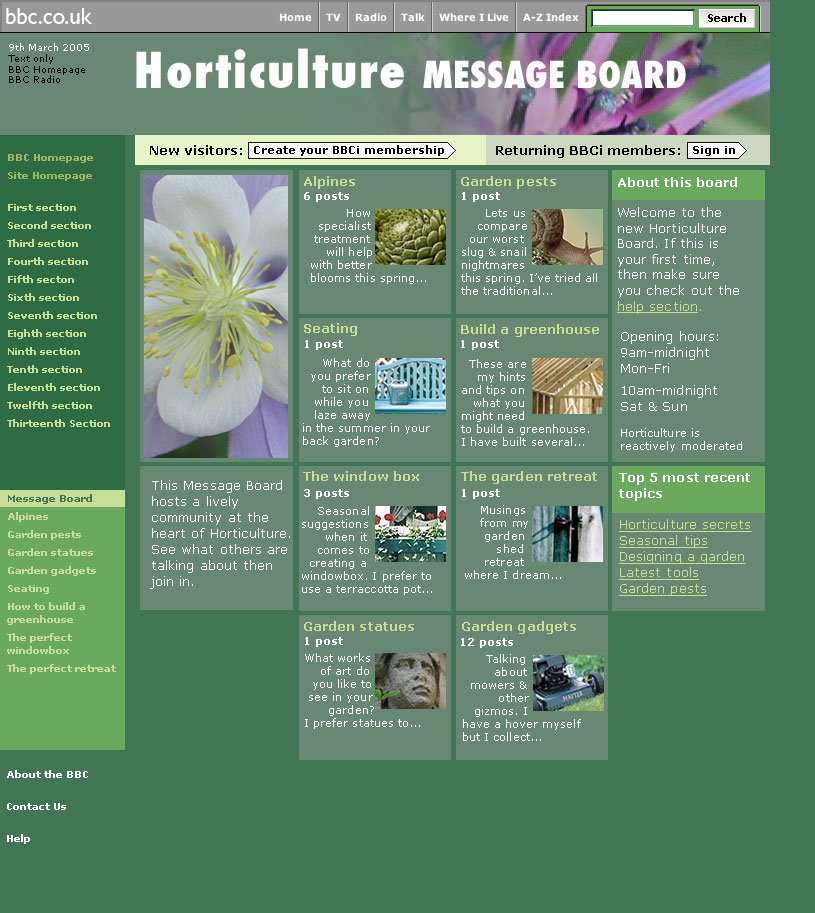 bbc.co.uk
Home TV Radio Talk Where I Live A-Z Index Search
9th March 2005
Text only
BBC Homepage
BBC Radio
Horticulture MESSAGE BOARD
New visitors: Create your BBCi membership Returning BBCi members: Sign in
BBC Homepage
Site Homepage
First section
Second section
Third section
Fourth section
Fifth secton
Sixth section
Seventh section
Eighth section
Ninth section
Tenth section
Eleventh section
Twelfth section
Thirteenth Section
Message Board
Alpines
Garden pests
Garden statues
Garden gadgets
Seating
How to build a
greenhouse
The perfect
windowbox
The perfect retreat
About the BBC
Contact Us
Help
This Message Board
hosts a lively
community at the
heart of Horticulture.
See what others are
talking about then
join in.
Alpines
6 posts
How
specialist
treatment
will help
with better
blooms this spring...
Garden pests
1 post
Lets us
compare
our worst
slug & snail
nightmares
this spring. I've tried all
the traditional...
Seating
1 post
What do
you prefer
to sit on
while you
laze away
in the summer in your
back garden?
Build a greenhouse
1 post
These are
my hints
and tips on
what you
might need
to build a greenhouse.
I have built several...
The window box
3 posts
Seasonal
suggestions
when it
comes to
creating a
windowbox. I prefer to
use a terraccotta pot...
The garden retreat
1 post
Musings
from my
garden
shed
retreat
where I dream...
Garden statues
1 post
What works
of art do
you like to
see in your
garden?
I prefer statues to...
Garden gadgets
12 posts
Talking
about
mowers &
other
gizmos. I
have a hover myself
but I collect...
HAYTER
About this board
Welcome to the
new Horticulture
Board. If this is
your first time,
then make sure
you check out the
help section.
Opening hours:
9am-midnight
Mon-Fri
10am-midnight
Sat & Sun
Horticulture is
reactively moderated
Top 5 most recent
topics
Horticulture secrets
Seasonal tips
Designing a garden
Latest tools
Garden pests